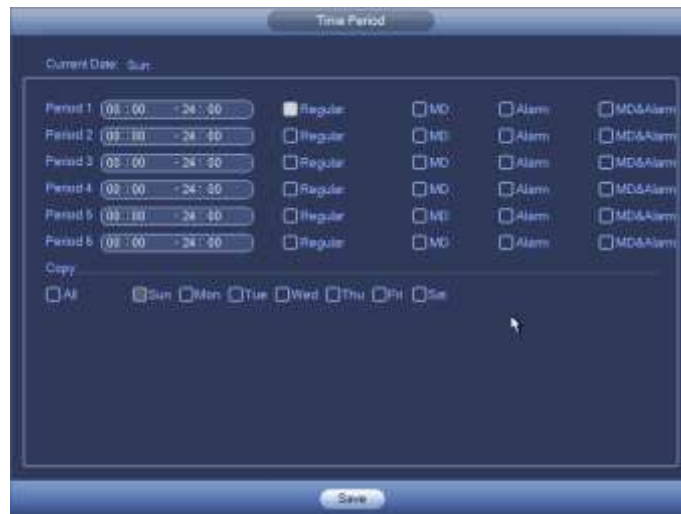 Time Period
Current Date: Sun
Period 1 00 : 00 - 24 : 00 Regular MD Alarm MD&Alarm
Period 2 00 : 00 - 24 : 00 Regular MD Alarm MD&Alarm
Period 3 00 : 00 - 24 : 00 Regular MD Alarm MD&Alarm
Period 4 00 : 00 - 24 : 00 Regular MD Alarm MD&Alarm
Period 5 00 : 00 - 24 : 00 Regular MD Alarm MD&Alarm
Period 6 00 : 00 - 24 : 00 Regular MD Alarm MD&Alarm
Copy
All Sun Mon Tue Wed Thu Fri Sat
Save